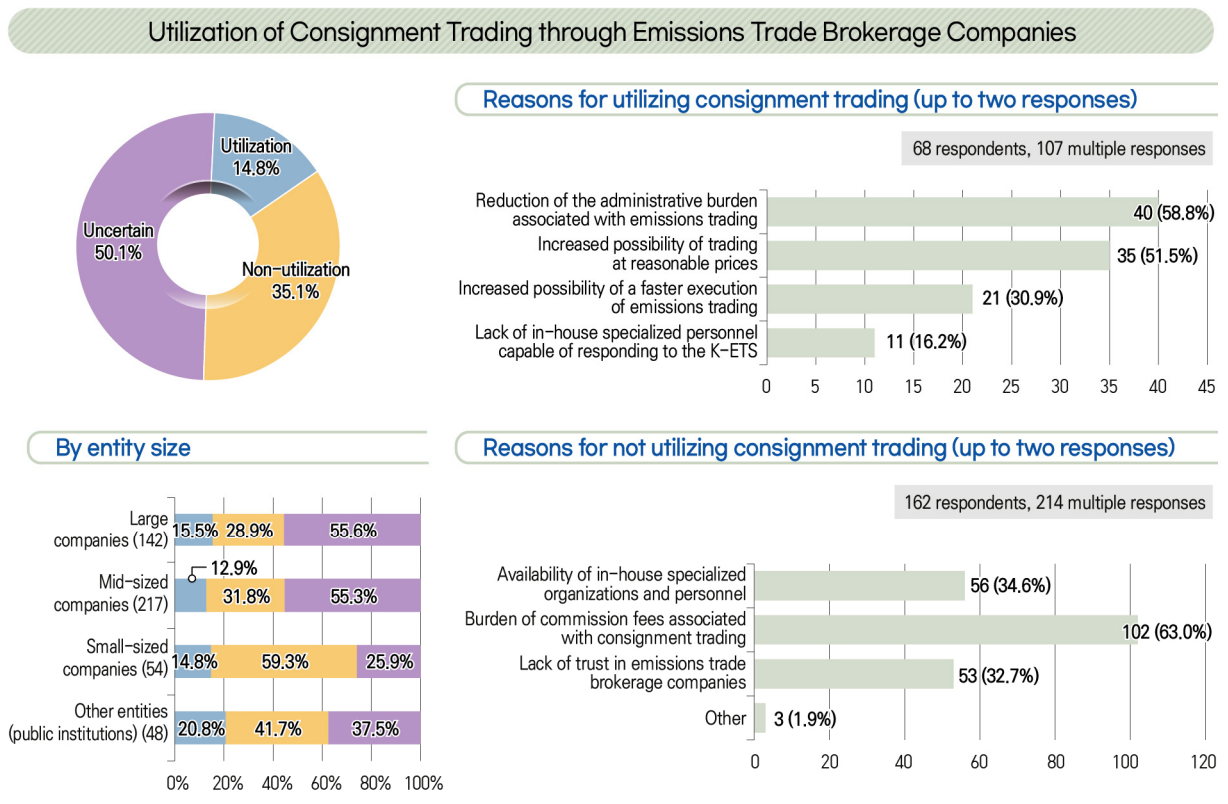 Utilization of Consignment Trading through Emissions Trade Brokerage Companies
Utilization
14.8%
Uncertain
50.1%
Non-utilization
35.1%
Reasons for utilizing consignment trading (up to two responses)
68 respondents, 107 multiple responses
Reduction of the administrative burden
associated with emissions trading
40 (58.8%)
Increased possibility of trading
at reasonable prices
35 (51.5%)
Increased possibility of a faster execution
of emissions trading
21 (30.9%)
Lack of in-house specialized personnel
capable of responding to the K-ETS
11 (16.2%)
0 5 10 15 20 25 30 35 40 45
By entity size
Large
companies (142)
15.5% 28.9% 55.6%
12.9%
Mid-sized
companies (217)
31.8% 55.3%
Small-sized
companies (54)
14.8% 59.3% 25.9%
Other entities
(public institutions) (48)
20.8% 41.7% 37.5%
0% 20% 40% 60% 80% 100%
Reasons for not utilizing consignment trading (up to two responses)
162 respondents, 214 multiple responses
Availability of in-house specialized
organizations and personnel
56 (34.6%)
Burden of commission fees associated
with consignment trading
102 (63.0%)
Lack of trust in emissions trade
brokerage companies
53 (32.7%)
Other
3 (1.9%)
0 20 40 60 80 100 120